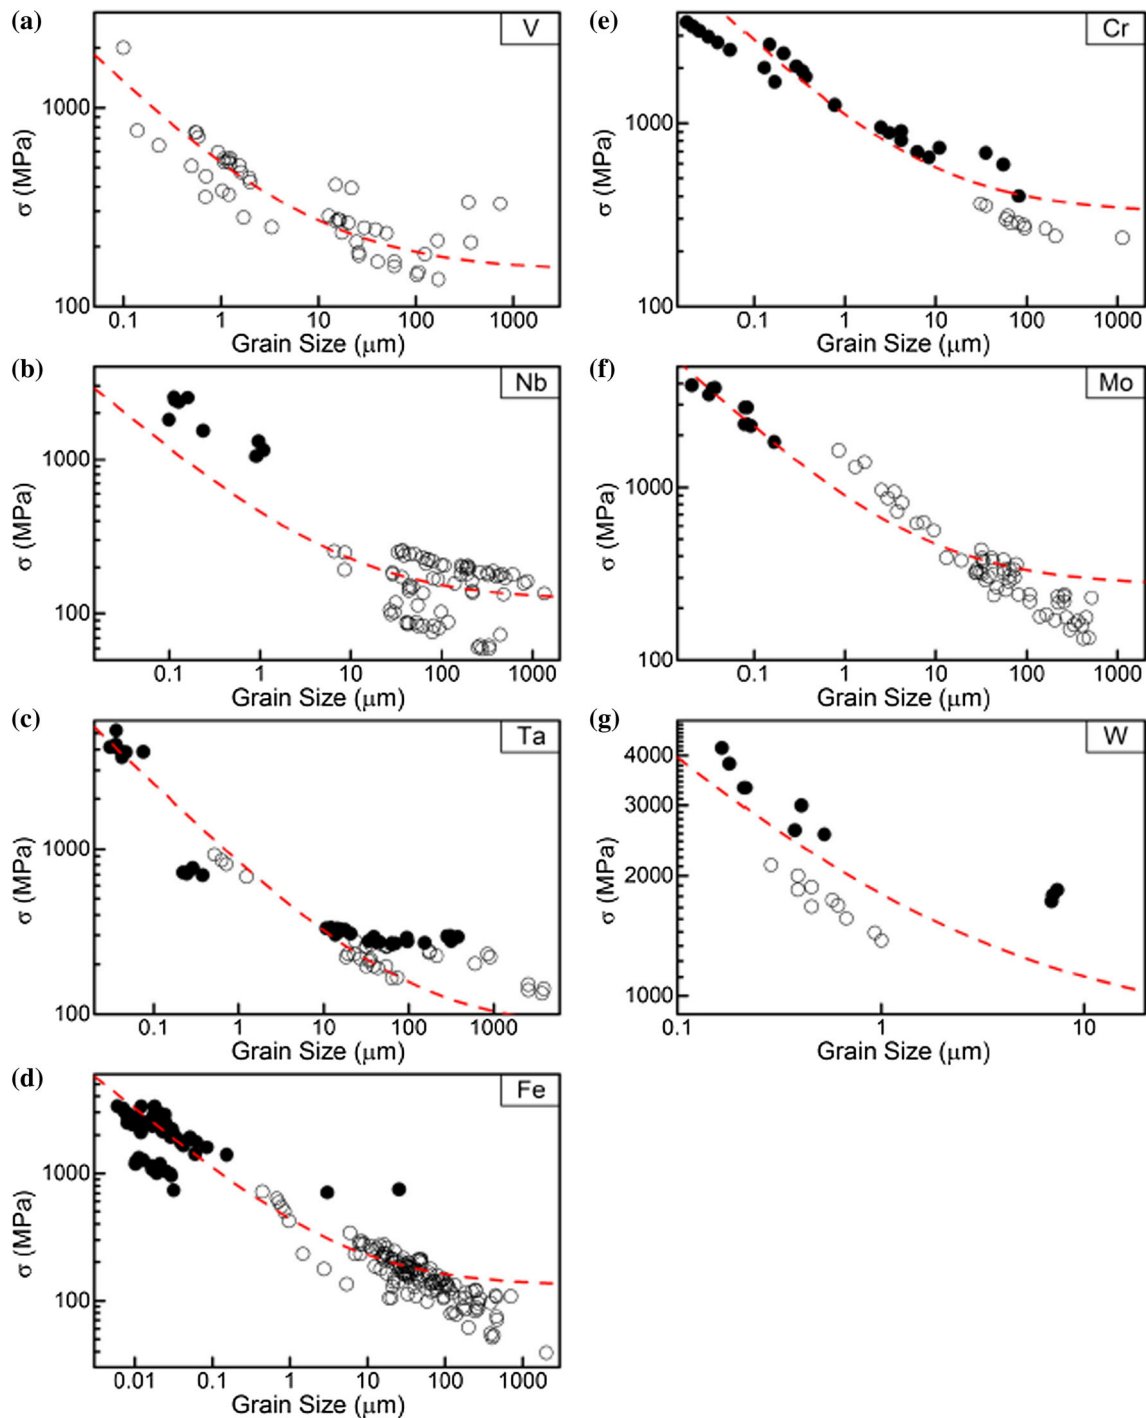 (a)
V
1000
100
σ (MPa)
0.1 1 10 100 1000
Grain Size (μm)
(b)
Nb
1000
100
σ (MPa)
0.1 1 10 100 1000
Grain Size (μm)
(c)
Ta
1000
100
σ (MPa)
0.1 1 10 100 1000
Grain Size (μm)
(d)
Fe
1000
100
σ (MPa)
0.01 0.1 1 10 100 1000
Grain Size (μm)
(e)
Cr
1000
100
σ (MPa)
0.1 1 10 100 1000
Grain Size (μm)
(f)
Mo
1000
100
σ (MPa)
0.1 1 10 100 1000
Grain Size (μm)
(g)
W
4000
3000
2000
1000
σ (MPa)
0.1 1 10
Grain Size (μm)